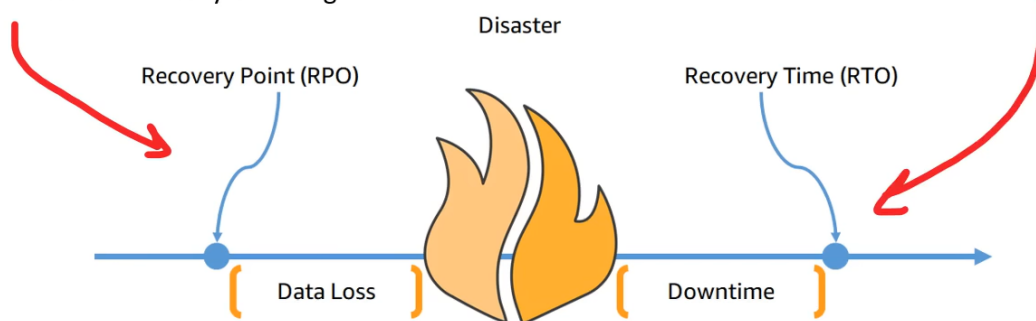 Disaster
Recovery Point (RPO)
Recovery Time (RTO)
Data Loss
Downtime